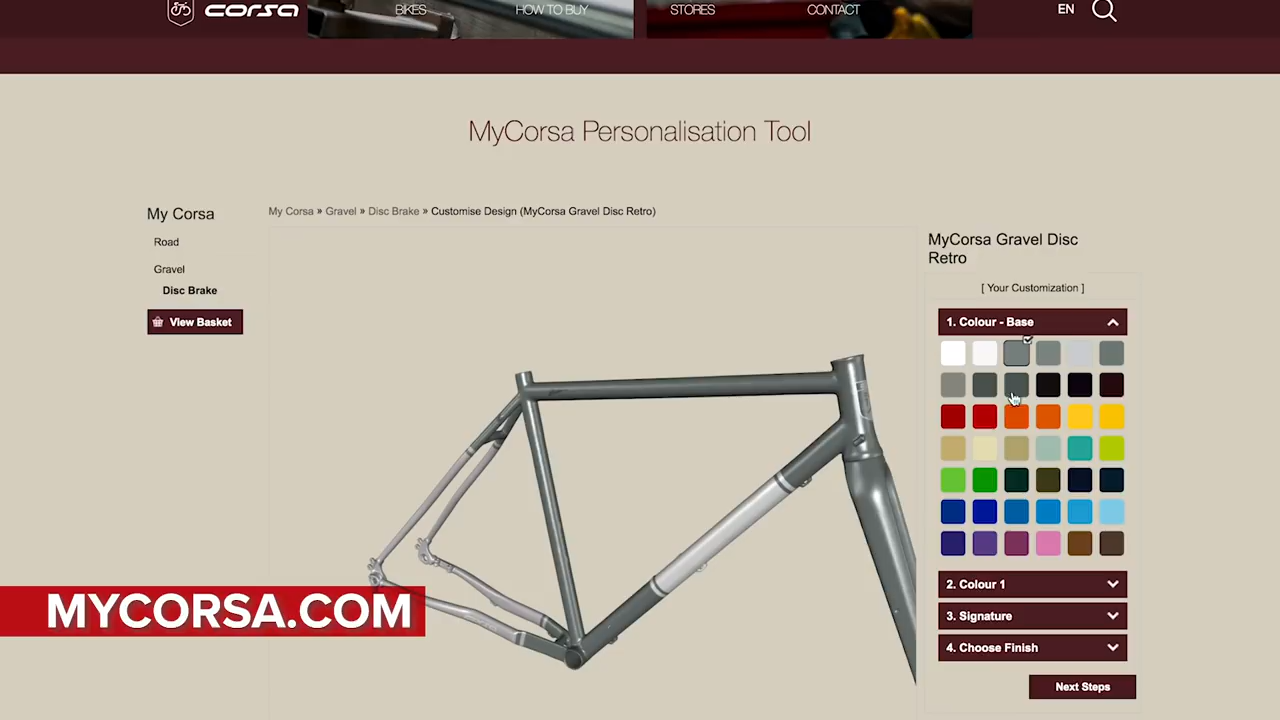 corsa
BIKES
HOW TO BUY
STORES
CONTACT
EN
MyCorsa Personalisation Tool
My Corsa
Road
Gravel
Disc Brake
View Basket
My Corsa » Gravel » Disc Brake » Customise Design (MyCorsa Gravel Disc Retro)
MyCorsa Gravel Disc
Retro
[ Your Customization ]
1. Colour - Base
2. Colour 1
3. Signature
4. Choose Finish
Next Steps
MYCORSA.COM